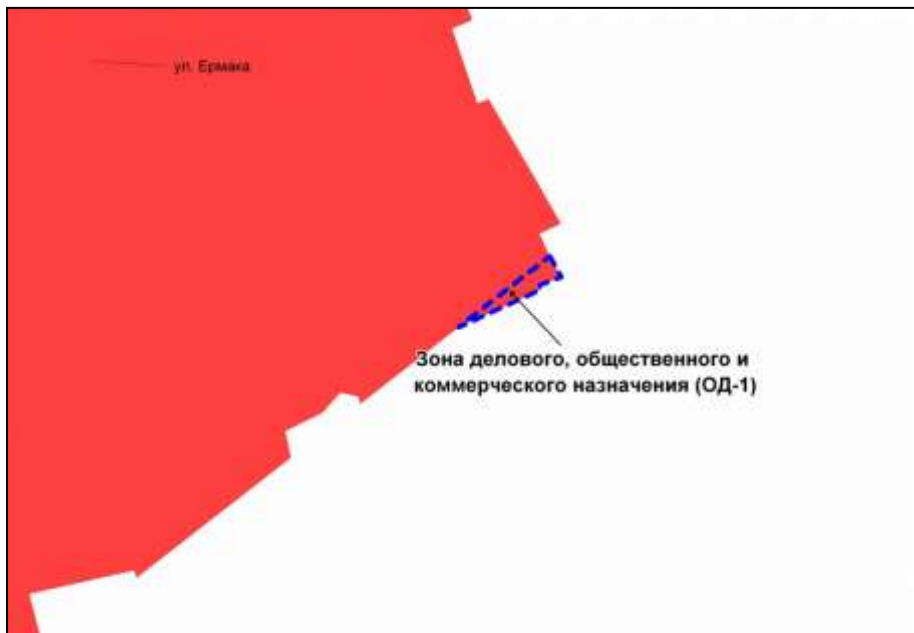 ул. Ермака
Зона делового, общественного и
коммерческого назначения (ОД-1)